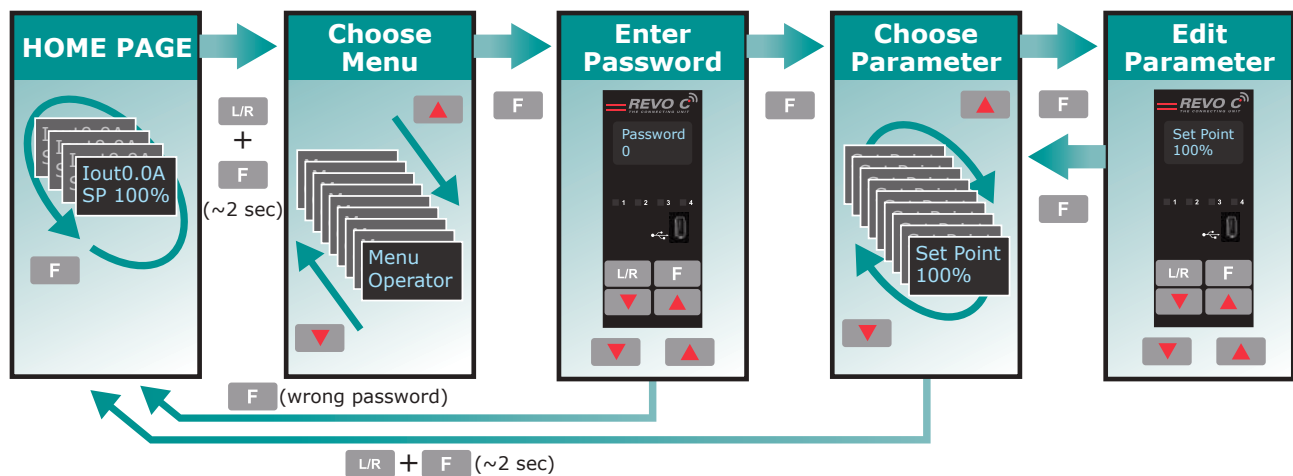 HOME PAGE
Choose
Menu
Enter
Password
Choose
Parameter
Edit
Parameter
Iout0.0A
SP 100%
F
L/R
+
F
(~2 sec)
Menu
Operator
F
REVO C
THE CONNECTING UNIT
Password
0
1 2 3 4
L/R F
F
Set Point
100%
F
F
REVO C
THE CONNECTING UNIT
Set Point
100%
1 2 3 4
L/R F
F (wrong password)
L/R + F (~2 sec)